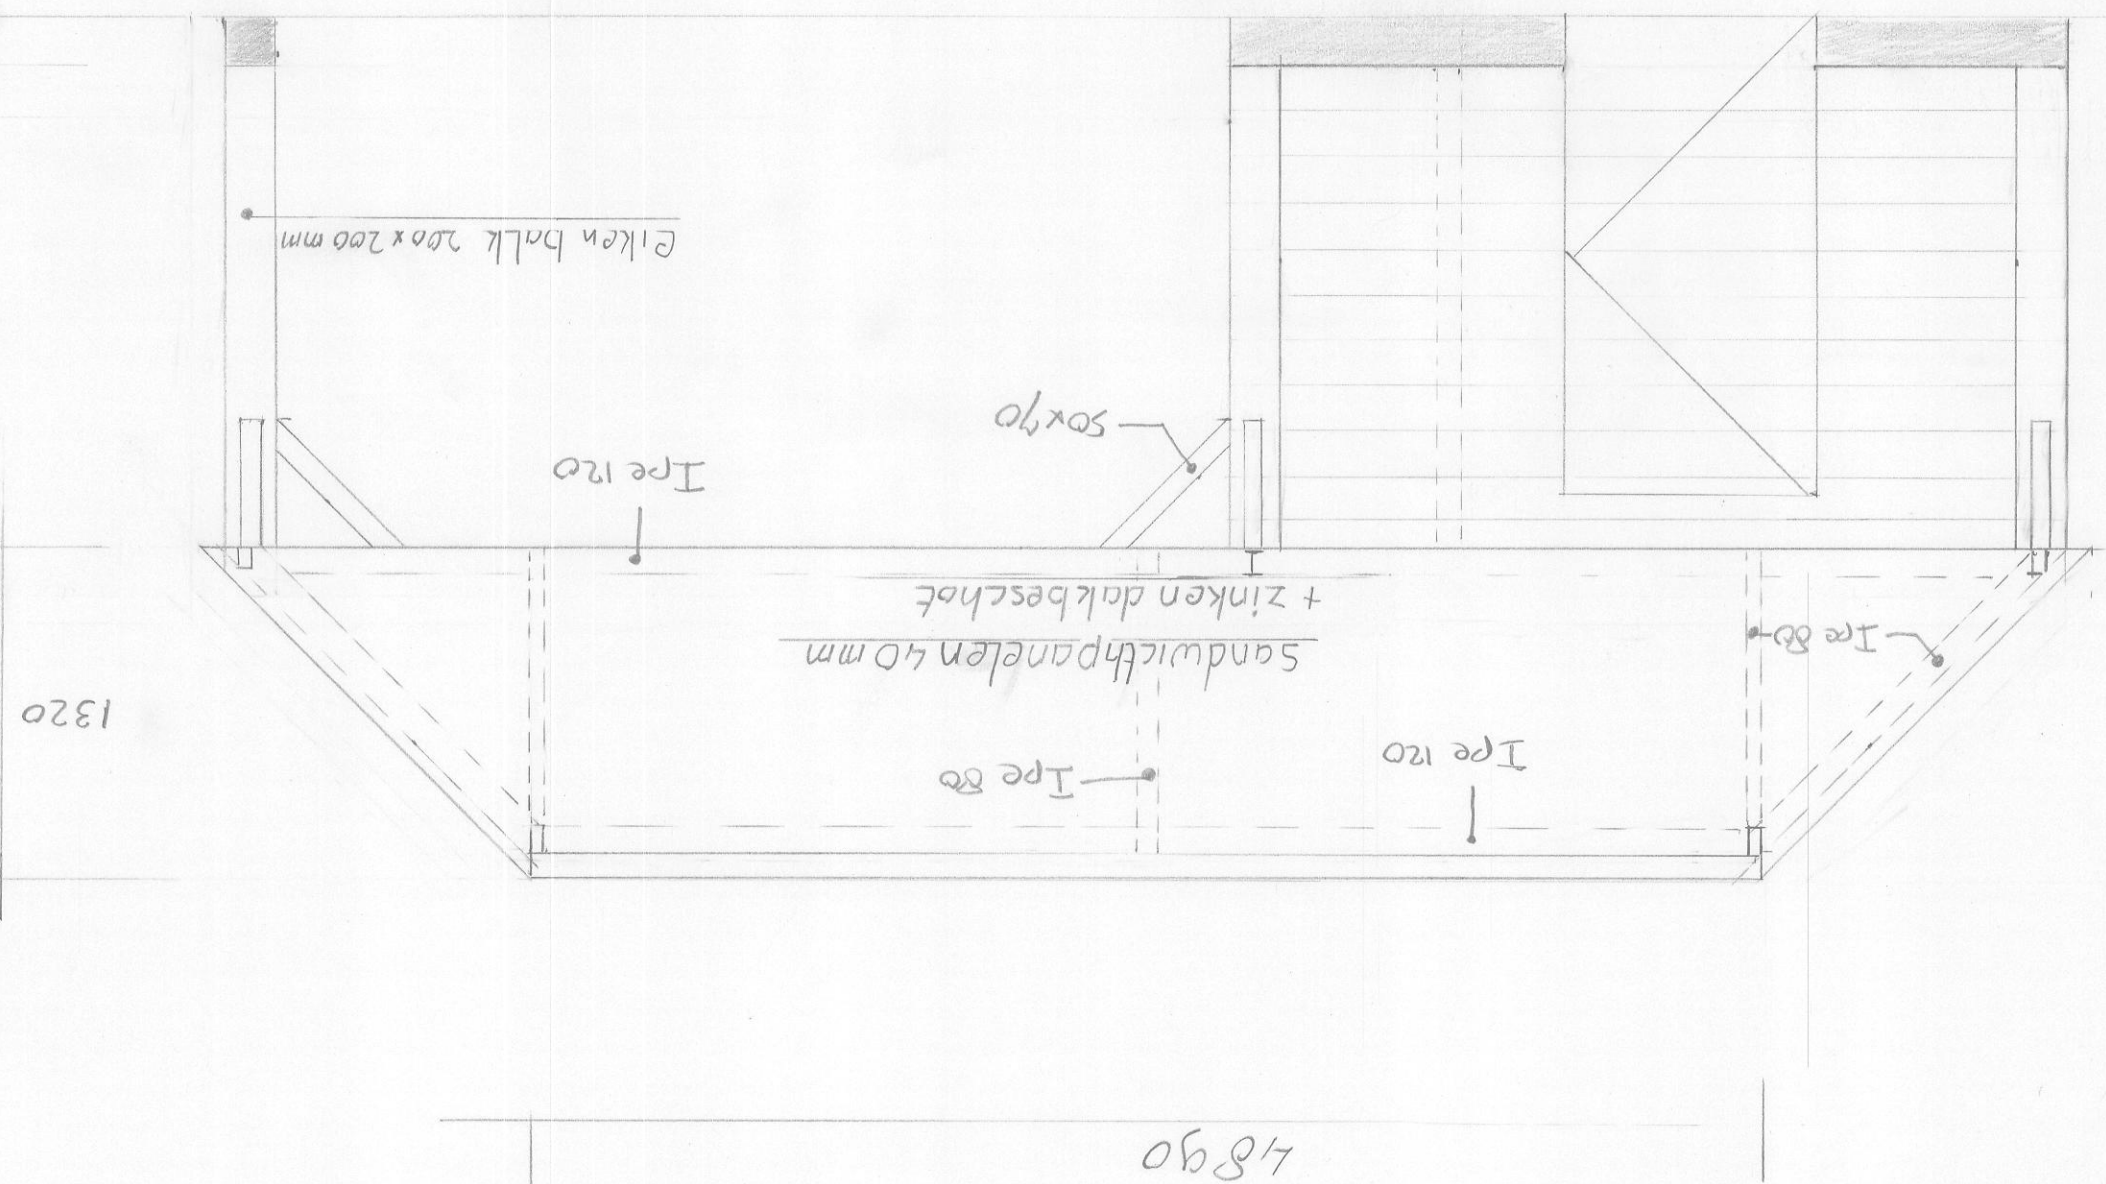 4890
Ipe 120
Ipe 80
1320
Sandwicthpanelen 40 mm
+ zinken dakbeschot
Ipe 80
Ipe 120
50x70
eiken balk 200x200 mm